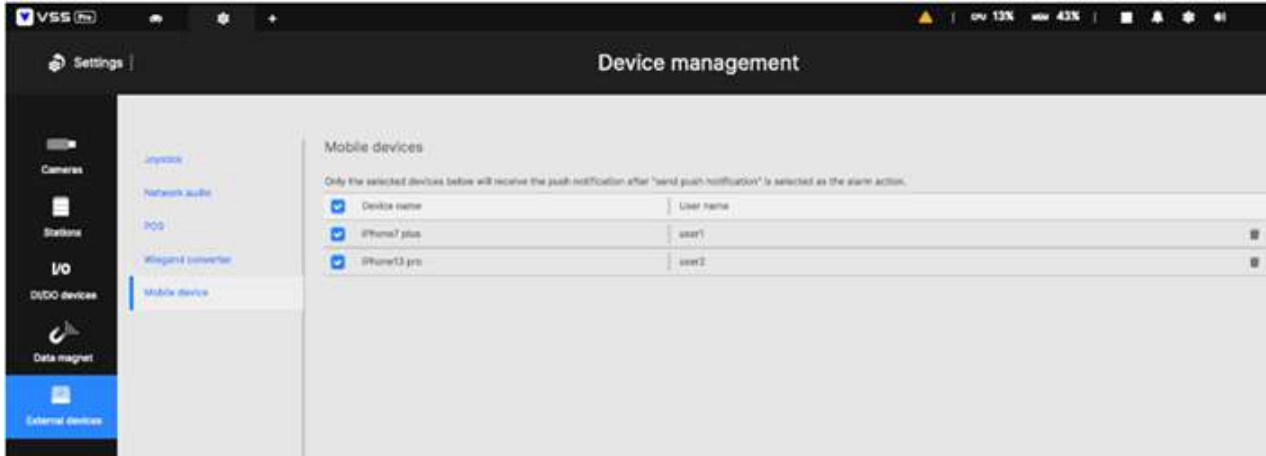 VSS Pro
CPU 13% MEM 43%
Settings
Device management
Cameras
Stations
I/O
DI/DO devices
Data magnet
External devices
Joystick
Network audio
POS
Wiegand converter
Mobile device
Mobile devices
Only the selected devices below will receive the push notification after "send push notification" is selected as the alarm action.
Device name User name
iPhone7 plus user1
iPhone13 pro user2